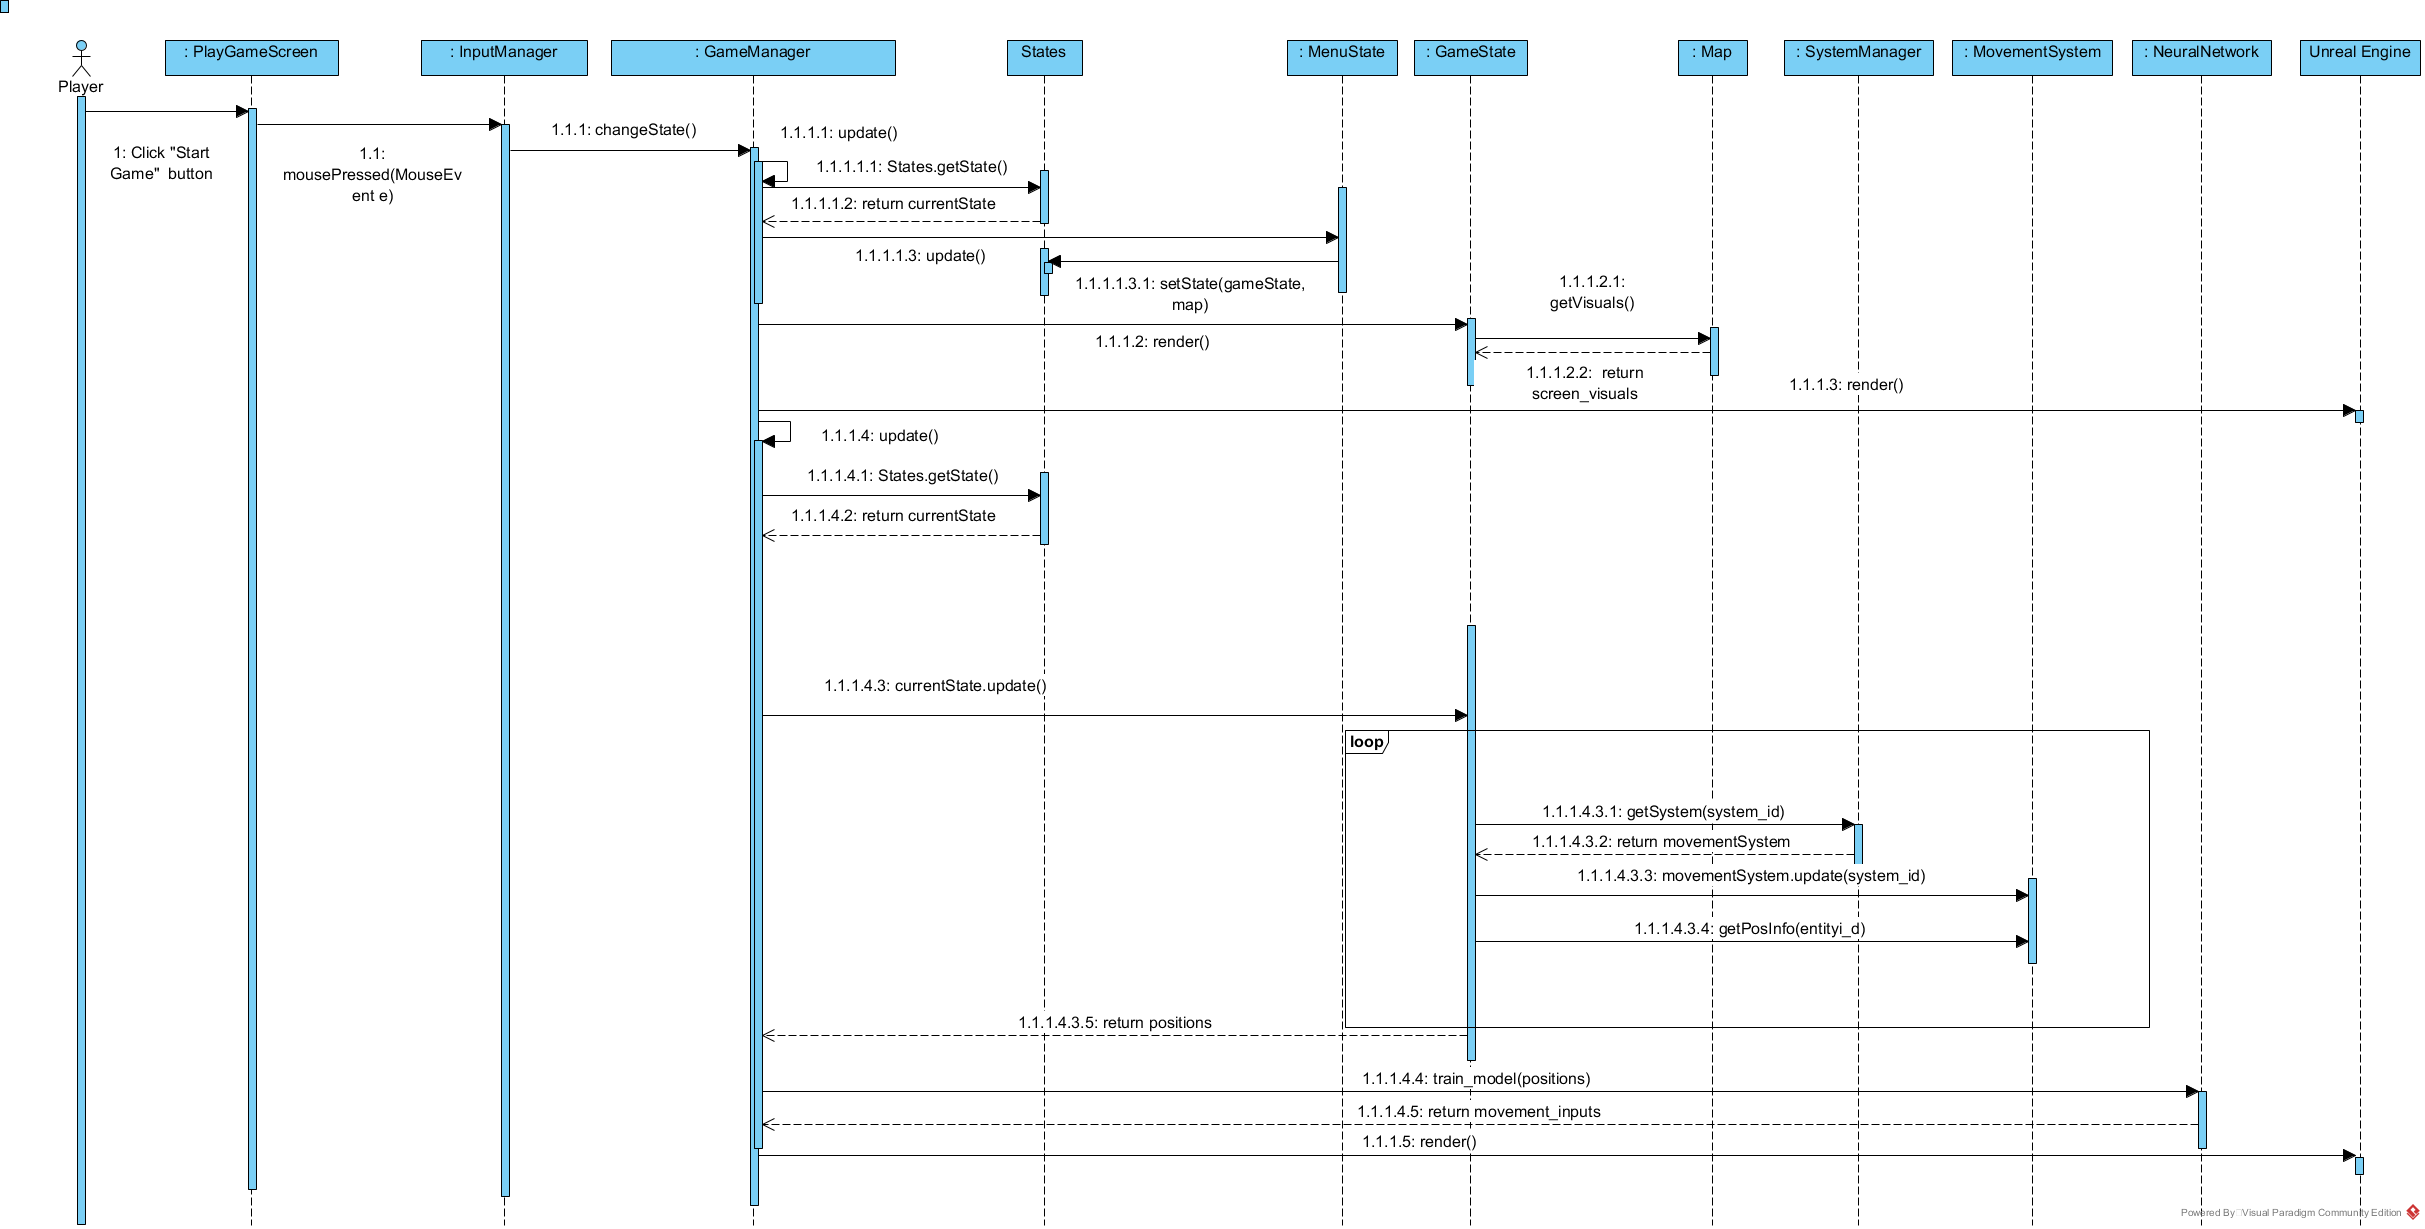 : PlayGameScreen
: InputManager
: GameManager
States
: MenuState
: GameState
: Map
: SystemManager
: MovementSystem
: NeuralNetwork
Unreal Engine
Player
1: Click "Start
Game"  button
1.1:
mousePressed(MouseEv
ent e)
1.1.1: changeState()
1.1.1.1: update()
1.1.1.1.1: States.getState()
1.1.1.1.2: return currentState
1.1.1.1.3: update()
1.1.1.1.3.1: setState(gameState,
map)
1.1.1.2: render()
1.1.1.2.1:
getVisuals()
1.1.1.2.2:  return
screen_visuals
1.1.1.3: render()
1.1.1.4: update()
1.1.1.4.1: States.getState()
1.1.1.4.2: return currentState
1.1.1.4.3: currentState.update()
loop
1.1.1.4.3.1: getSystem(system_id)
1.1.1.4.3.2: return movementSystem
1.1.1.4.3.3: movementSystem.update(system_id)
1.1.1.4.3.4: getPosInfo(entityi_d)
1.1.1.4.3.5: return positions
1.1.1.4.4: train_model(positions)
1.1.1.4.5: return movement_inputs
1.1.1.5: render()
Powered By Visual Paradigm Community Edition